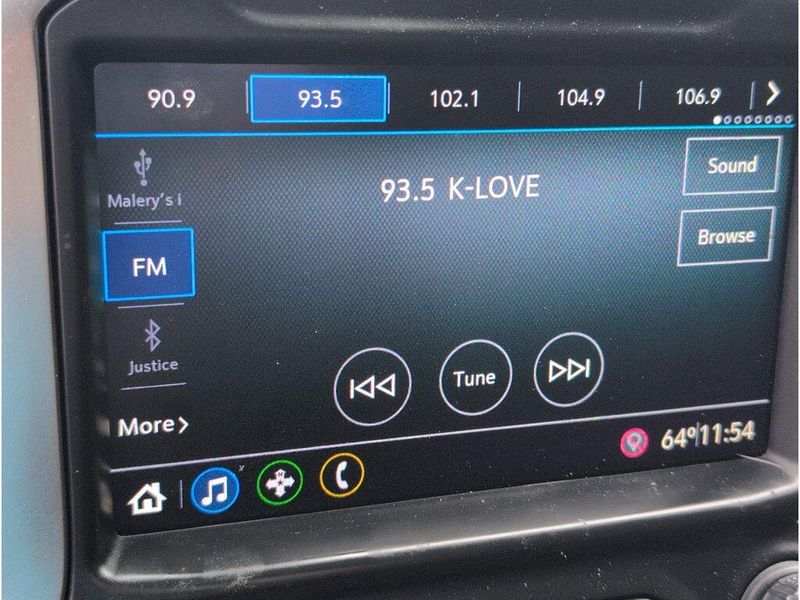 90.9 93.5 102.1 104.9 106.9
Malery's i
93.5 K-LOVE
Sound
Browse
FM
Justice
Tune
More
64° 11:54